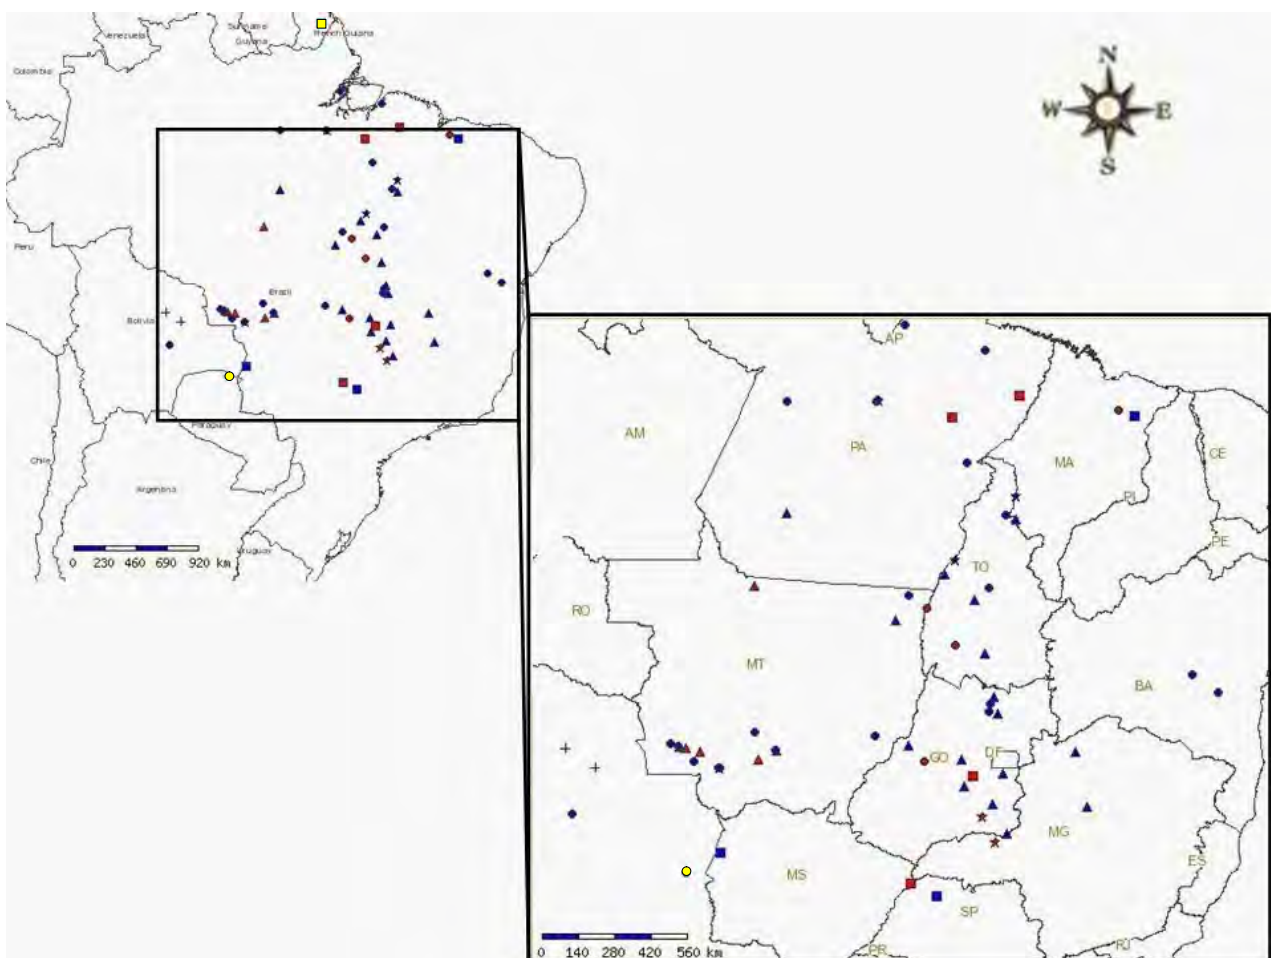 Venezuela
Suriname
Guyana
French Guiana
Colombia
Peru
Brasil
Bolivia
Paraguay
Chile
Argentina
Uruguay
0 230 460 690 920 km
N
W E
S
AP
AM
PA
MA
CE
PI
PE
TO
RO
MT
BA
GO
DF
MG
ES
MS
SP
PR
RJ
0 140 280 420 560 km